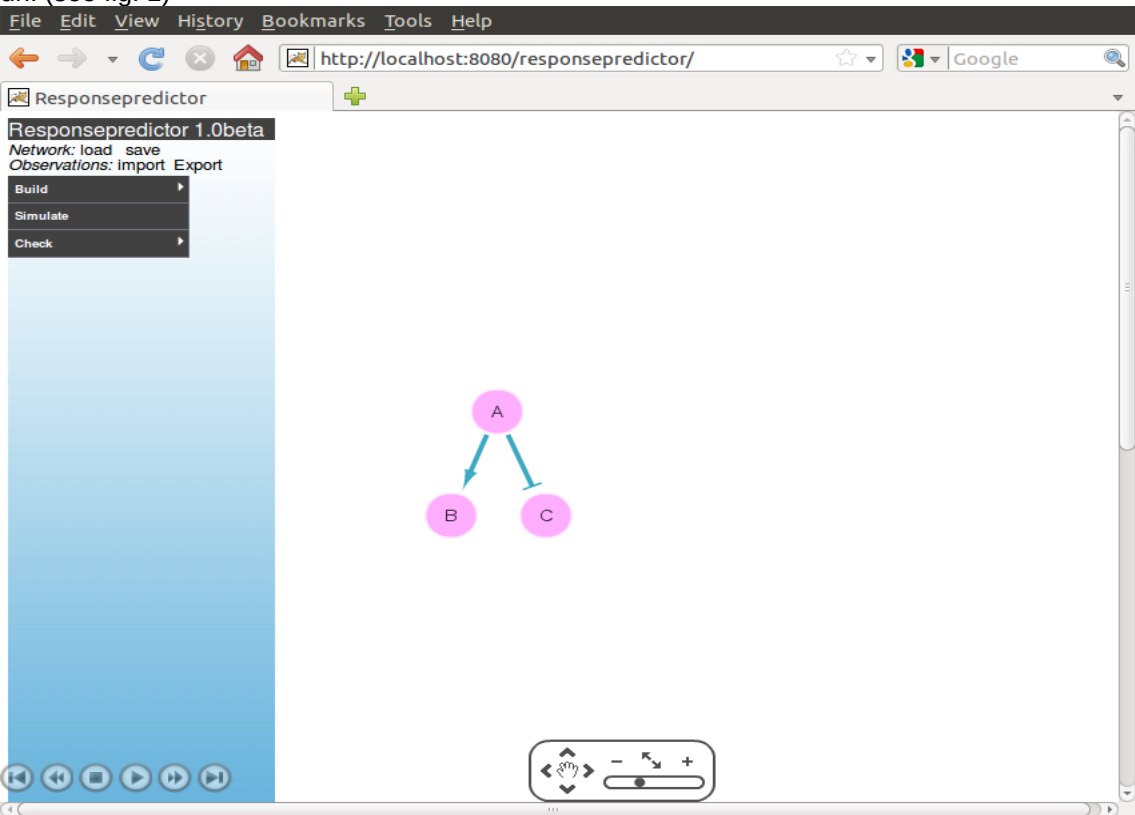 File Edit View History Bookmarks Tools Help
http://localhost:8080/responsepredictor/ Google
Responsepredictor
Responsepredictor 1.0beta
Network: load save
Observations: import Export
Build
Simulate
Check
A
B C